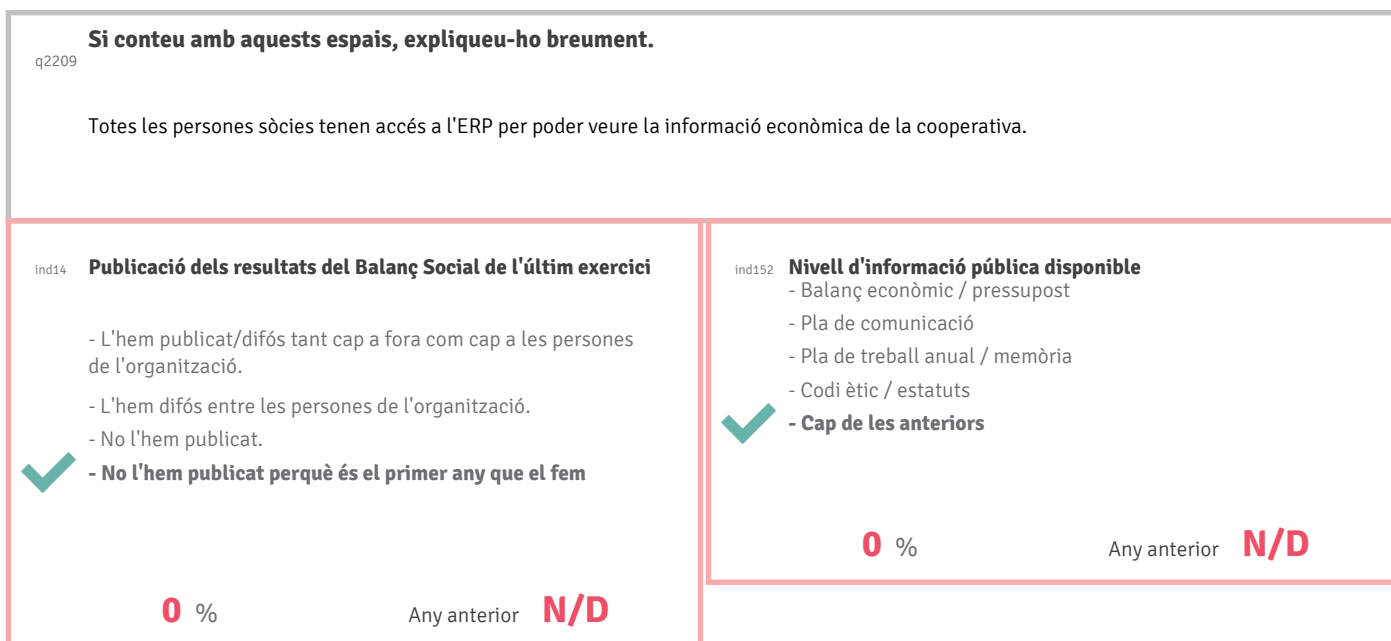 Si conteu amb aquests espais, expliqueu-ho breument.
q2209
Totes les persones sòcies tenen accés a l'ERP per poder veure la informació econòmica de la cooperativa.
ind14 Publicació dels resultats del Balanç Social de l'últim exercici
- L'hem publicat/difós tant cap a fora com cap a les persones
de l'organització.
- L'hem difós entre les persones de l'organització.
- No l'hem publicat.
- No l'hem publicat perquè és el primer any que el fem
0 % Any anterior N/D
ind152 Nivell d'informació pública disponible
- Balanç econòmic / pressupost
- Pla de comunicació
- Pla de treball anual / memòria
- Codi ètic / estatuts
- Cap de les anteriors
0 % Any anterior N/D